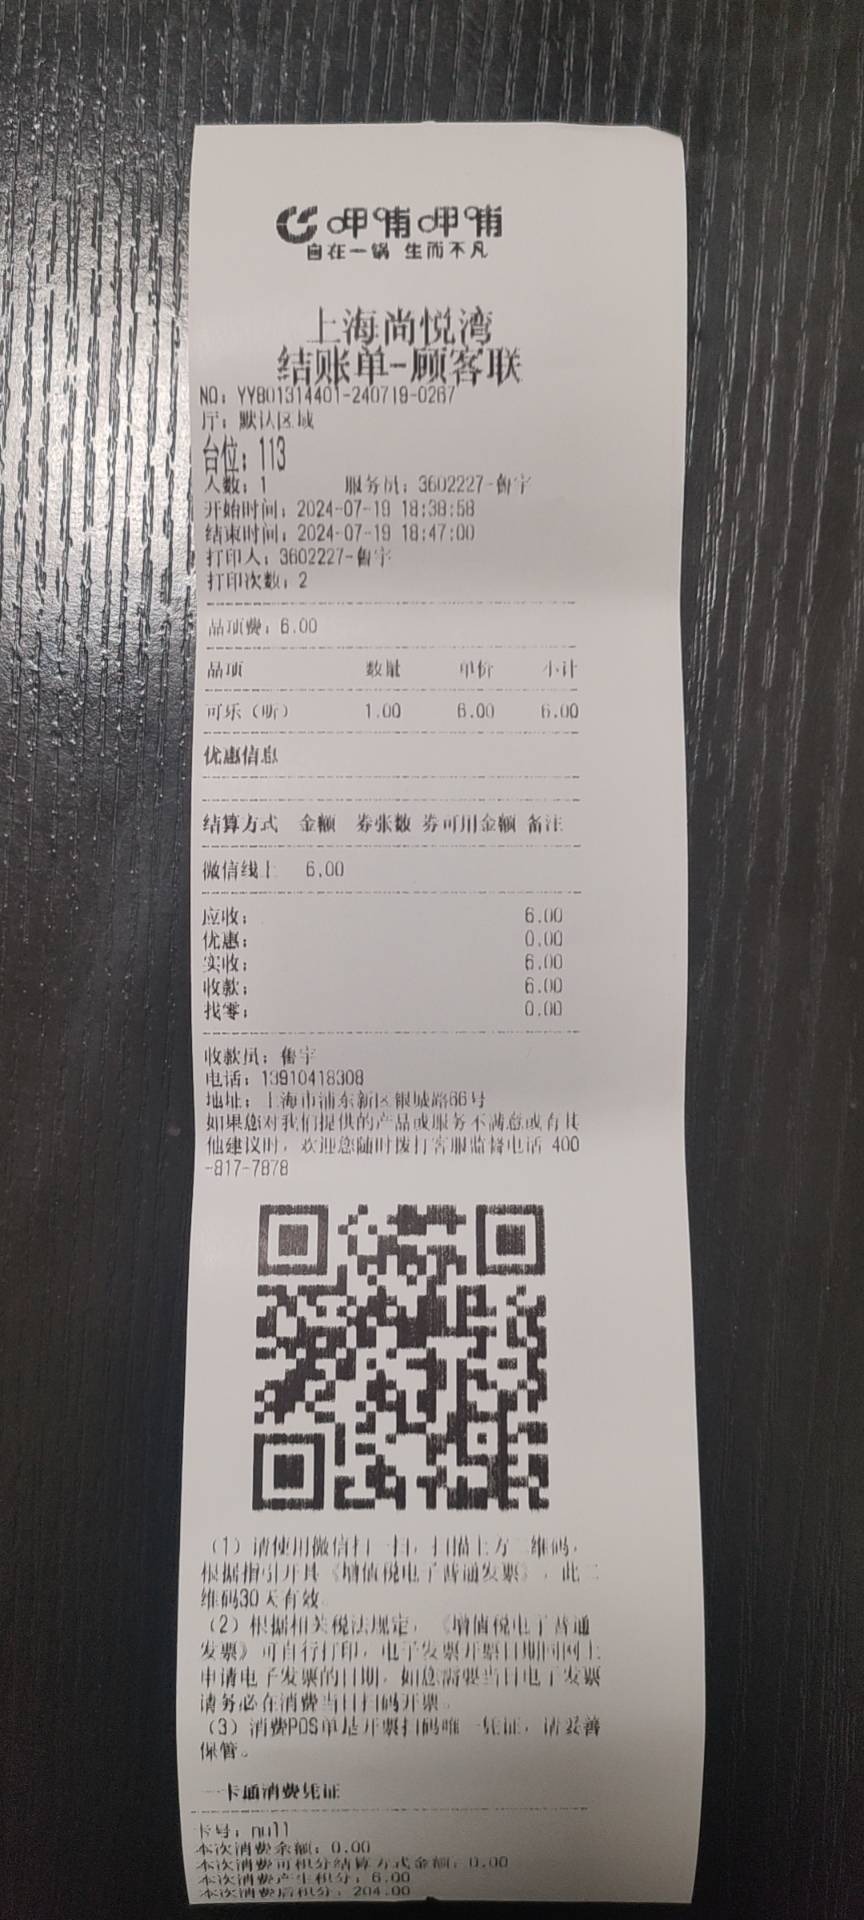 呷哺呷哺
自在一锅 生而不凡
上海尚悦湾
结账单-顾客联
NO: YYB01314401-240719-0267
厅: 默认区域
台位: 113
人数: 1 服务员: 3602227-鲁宇
开始时间: 2024-07-19 18:38:58
结束时间: 2024-07-19 18:47:00
打印人: 3602227-鲁宇
打印次数: 2
品项费: 6.00
品项 数量 单价 小计
可乐（听） 1.00 6.00 6.00
优惠信息
结算方式 金额 券张数 券可用金额 备注
微信线上 6.00
应收: 6.00
优惠: 0.00
实收: 6.00
收款: 6.00
找零: 0.00
收款员: 鲁宇
电话: 13910418308
地址: 上海市浦东新区银城路66号
如果您对我们提供的产品或服务不满意或有其
他建议时，欢迎您随时拨打客服监督电话 400
-817-7878
（1）请使用微信扫一扫，扫描上方二维码，
根据指引开具《增值税电子普通发票》，此二
维码30天有效
（2）根据相关税法规定，《增值税电子普通
发票》可自行打印，电子发票开票日期同网上
申请电子发票的日期，如您需要当日电子发票
请务必在消费当日扫码开票。
（3）消费POS单是开票扫码唯一凭证，请妥善
保管。
一卡通消费凭证
卡号: null
本次消费余额: 0.00
本次消费可积分结算方式金额: 0.00
本次消费产生积分: 6.00
本次消费后积分: 204.00